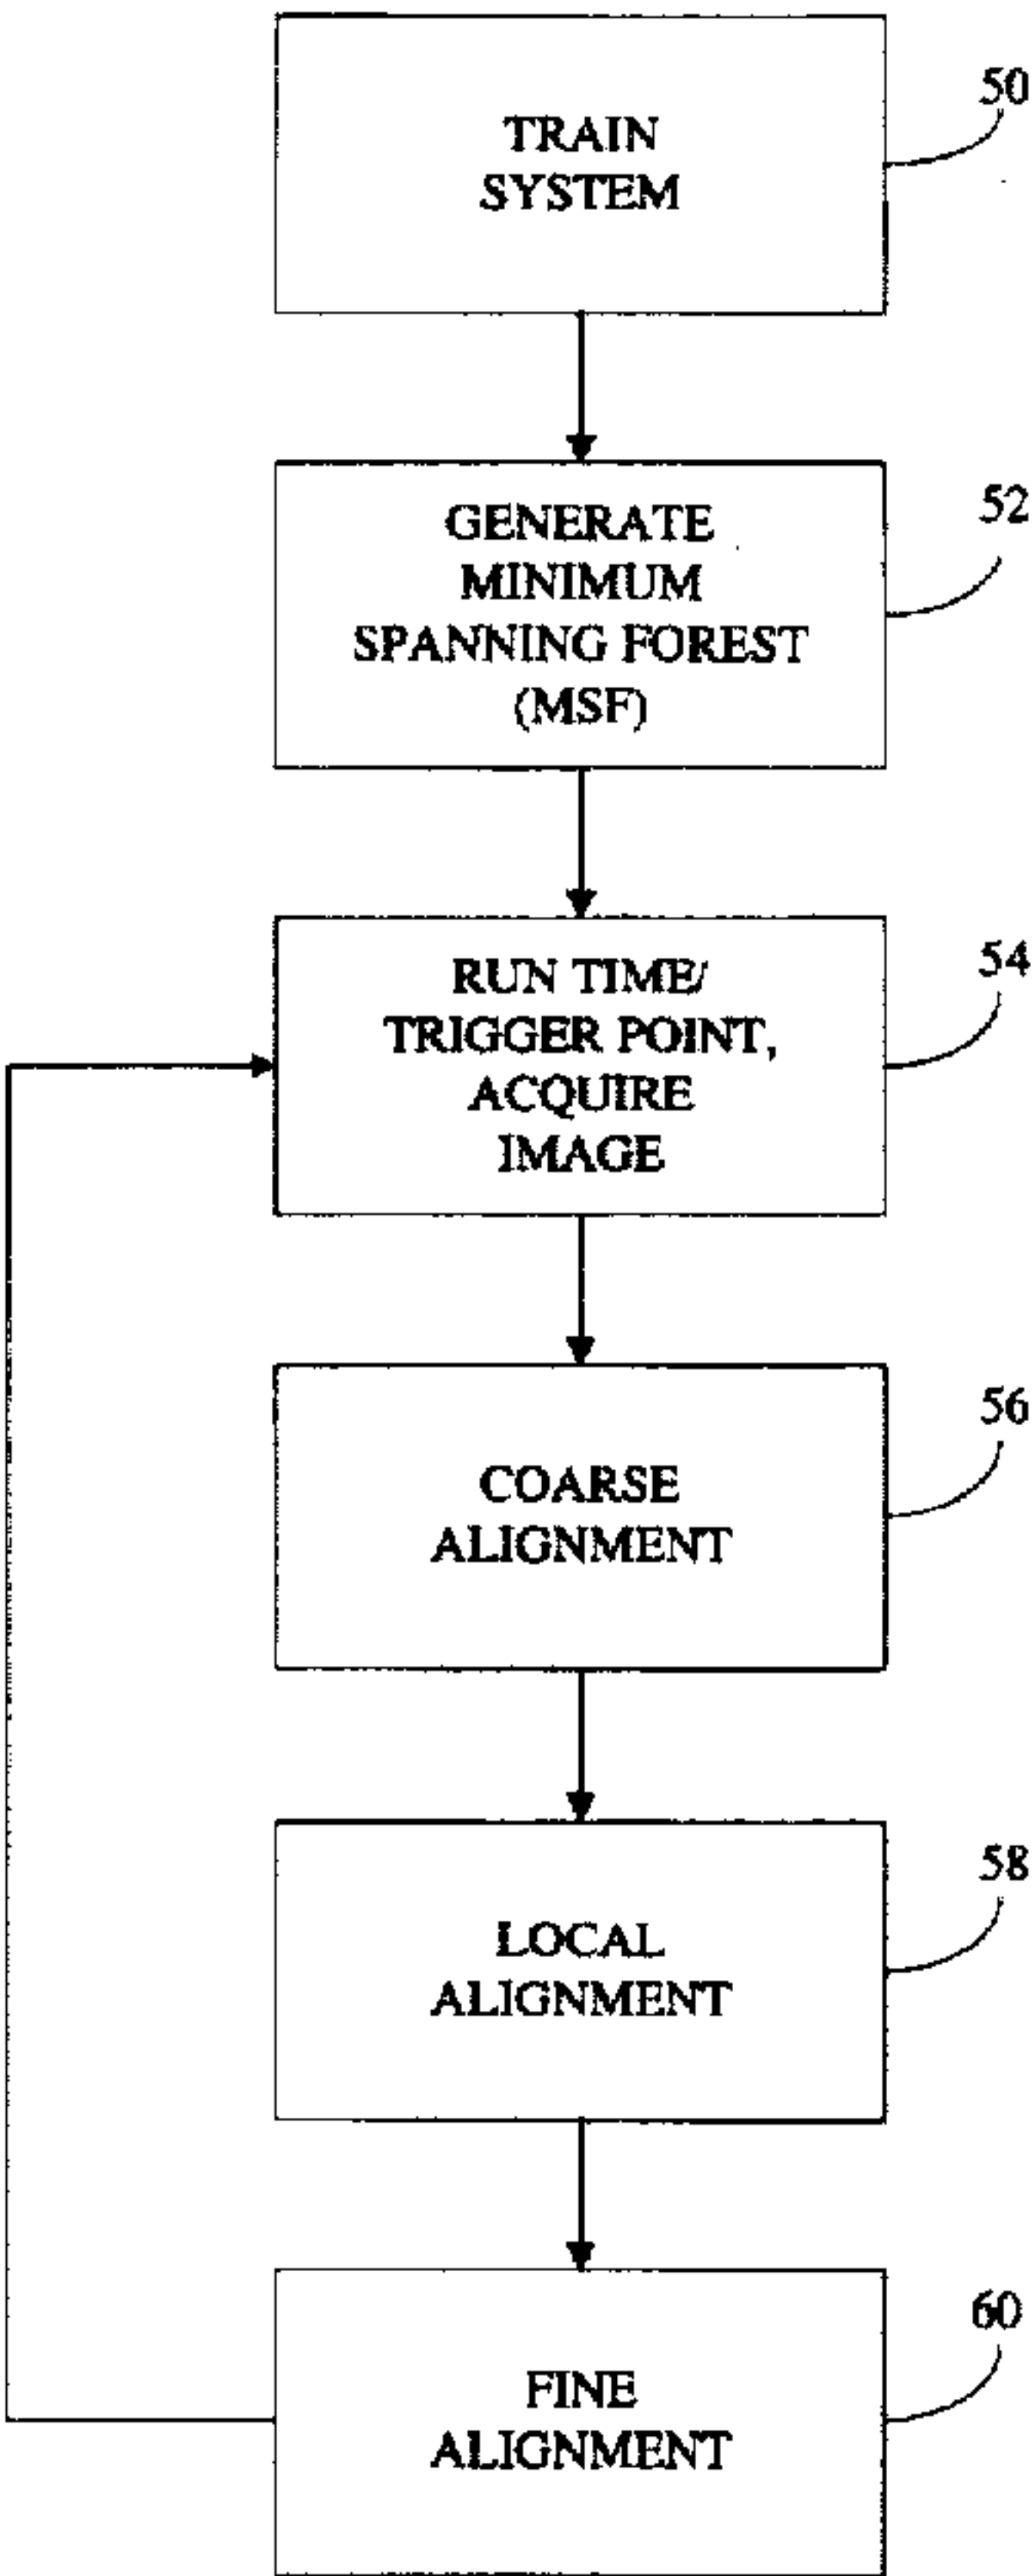 TRAIN
SYSTEM
50
GENERATE
MINIMUM
SPANNING FOREST
(MSF)
52
RUN TIME/
TRIGGER POINT,
ACQUIRE
IMAGE
54
COARSE
ALIGNMENT
56
LOCAL
ALIGNMENT
58
FINE
ALIGNMENT
60